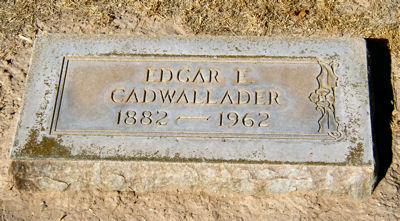 EDGAR E.
CADWALLADER
1882 — 1962